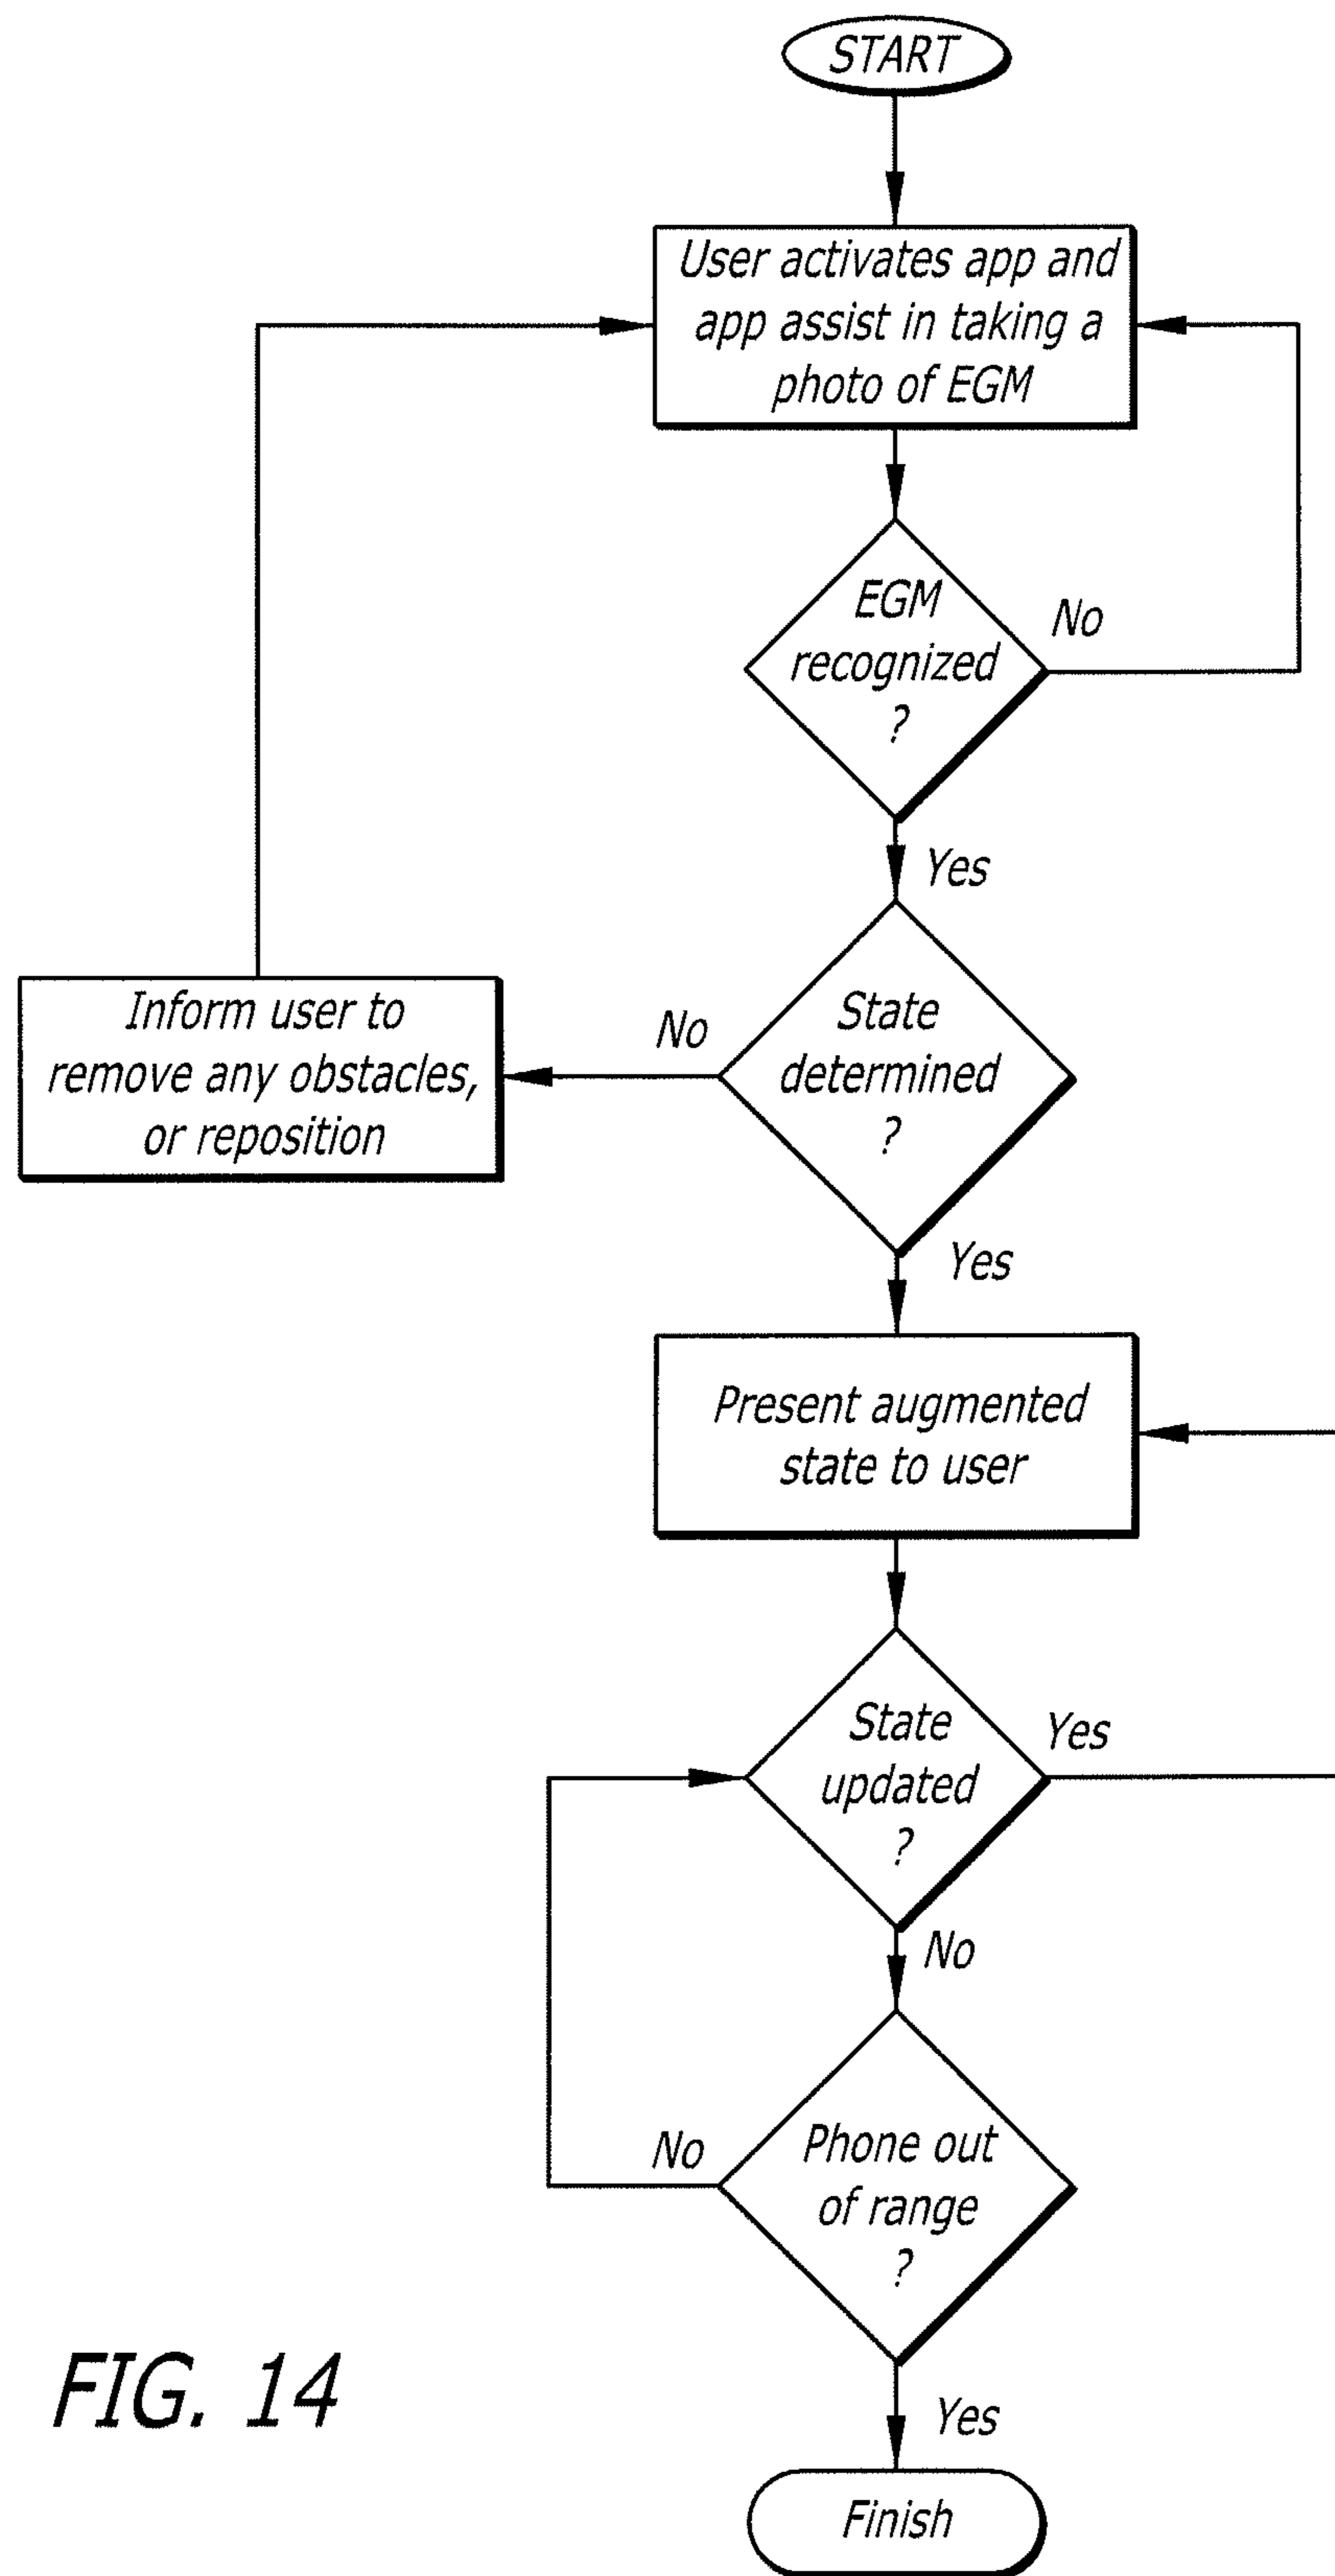 START
User activates app and
app assist in taking a
photo of EGM
EGM
recognized
?
No
Yes
State
determined
?
No
Inform user to
remove any obstacles,
or reposition
Yes
Present augmented
state to user
State
updated
?
Yes
No
Phone out
of range
?
No
Yes
Finish
FIG. 14